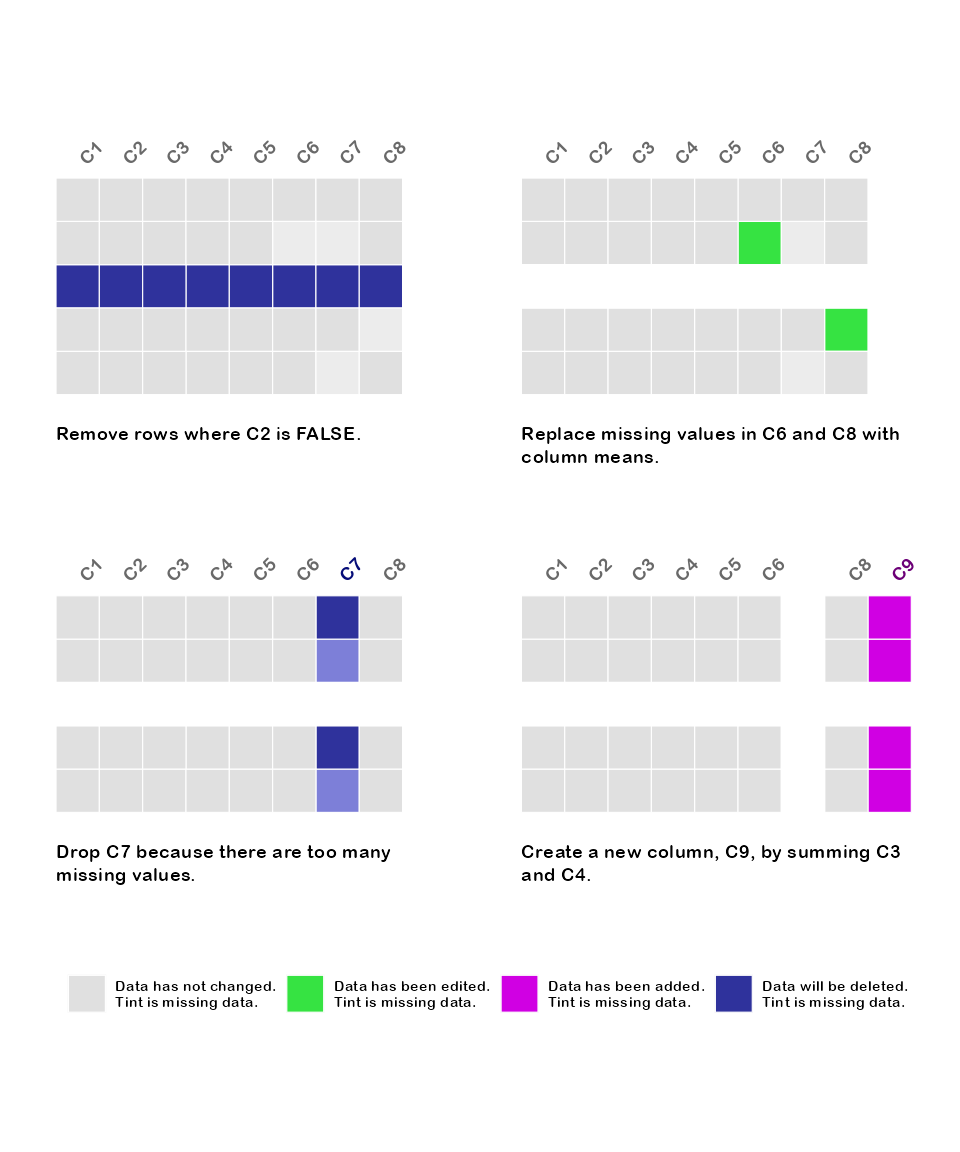 C1 C2 C3 C4 C5 C6 C7 C8
C1 C2 C3 C4 C5 C6 C7 C8
Remove rows where C2 is FALSE.
Replace missing values in C6 and C8 with
column means.
C1 C2 C3 C4 C5 C6 C7 C8
C1 C2 C3 C4 C5 C6 C8 C9
Drop C7 because there are too many
missing values.
Create a new column, C9, by summing C3
and C4.
Data has not changed.
Tint is missing data.
Data has been edited.
Tint is missing data.
Data has been added.
Tint is missing data.
Data will be deleted.
Tint is missing data.